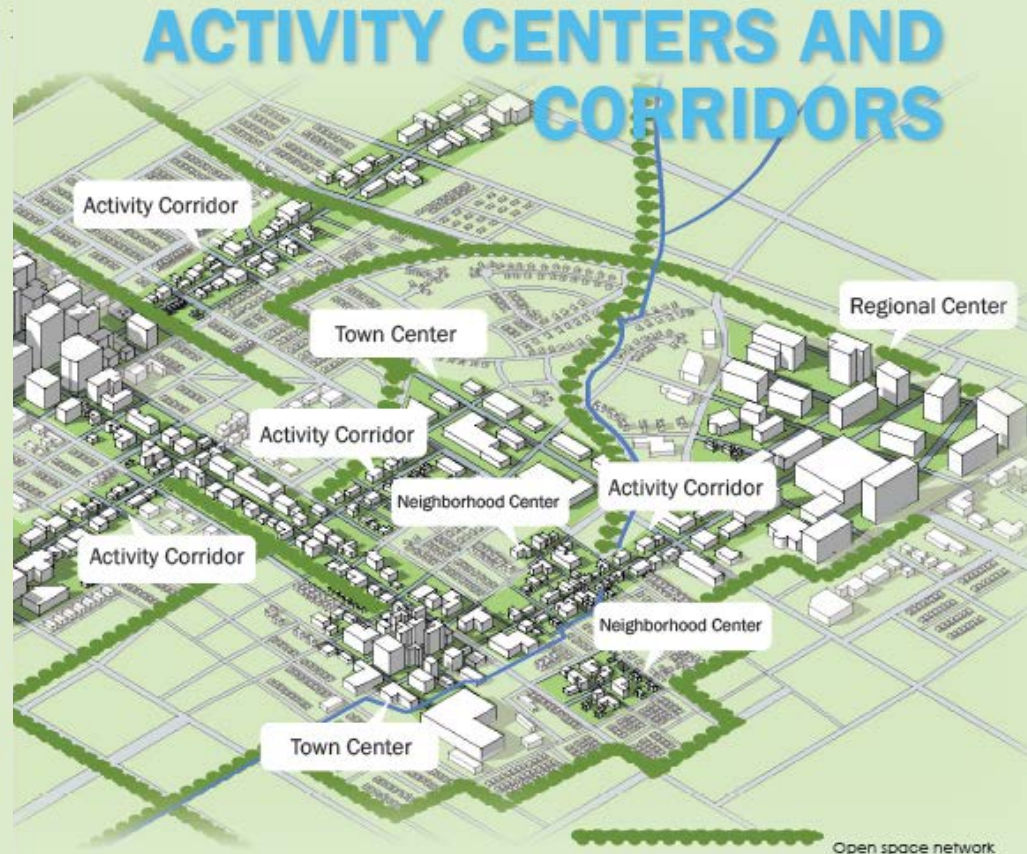 ACTIVITY CENTERS AND
CORRIDORS
Activity Corridor
Regional Center
Town Center
Activity Corridor
Neighborhood Center
Activity Corridor
Activity Corridor
Neighborhood Center
Town Center
Open space network